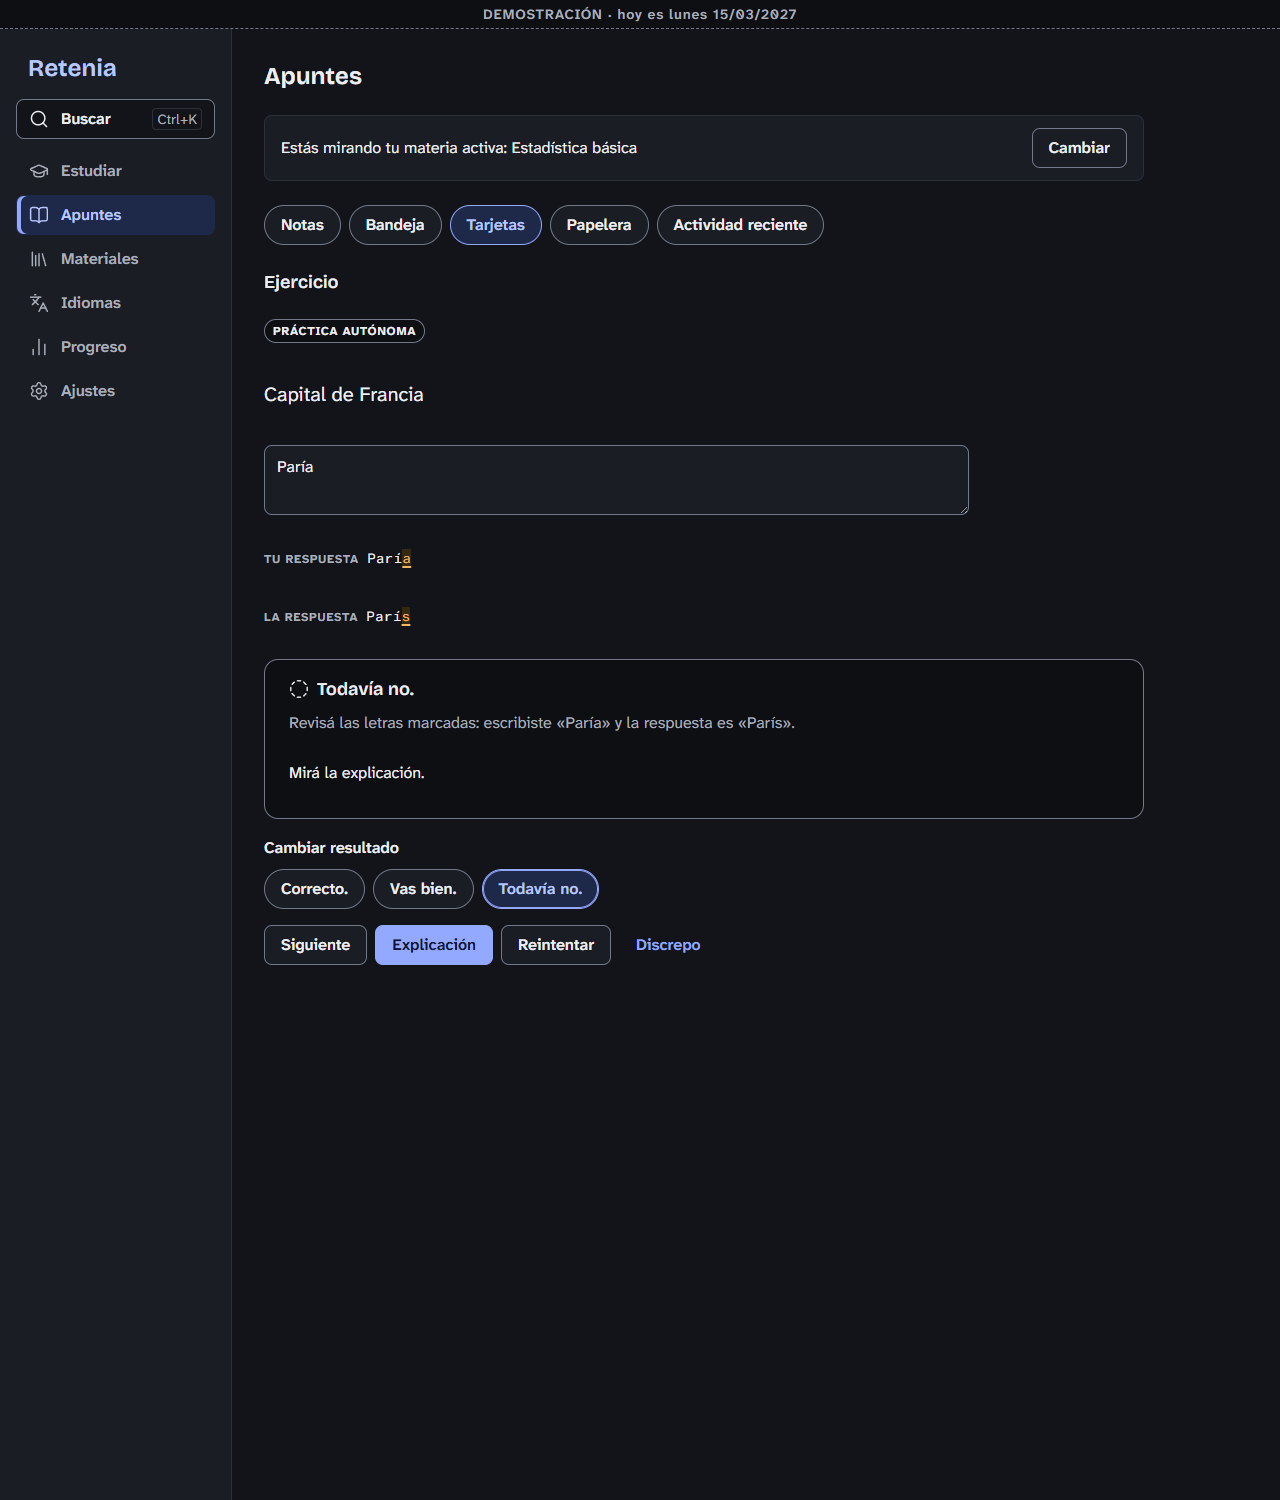 DEMOSTRACIÓN · hoy es lunes 15/03/2027
Retenia
Buscar Ctrl+K
Estudiar
Apuntes
Materiales
Idiomas
Progreso
Ajustes
Apuntes
Estás mirando tu materia activa: Estadística básica
Cambiar
Notas Bandeja Tarjetas Papelera Actividad reciente
Ejercicio
PRÁCTICA AUTÓNOMA
Capital de Francia
Paría
TU RESPUESTA Paría
LA RESPUESTA París
Todavía no.
Revisá las letras marcadas: escribiste «Paría» y la respuesta es «París».
Mirá la explicación.
Cambiar resultado
Correcto. Vas bien. Todavía no.
Siguiente Explicación Reintentar Discrepo